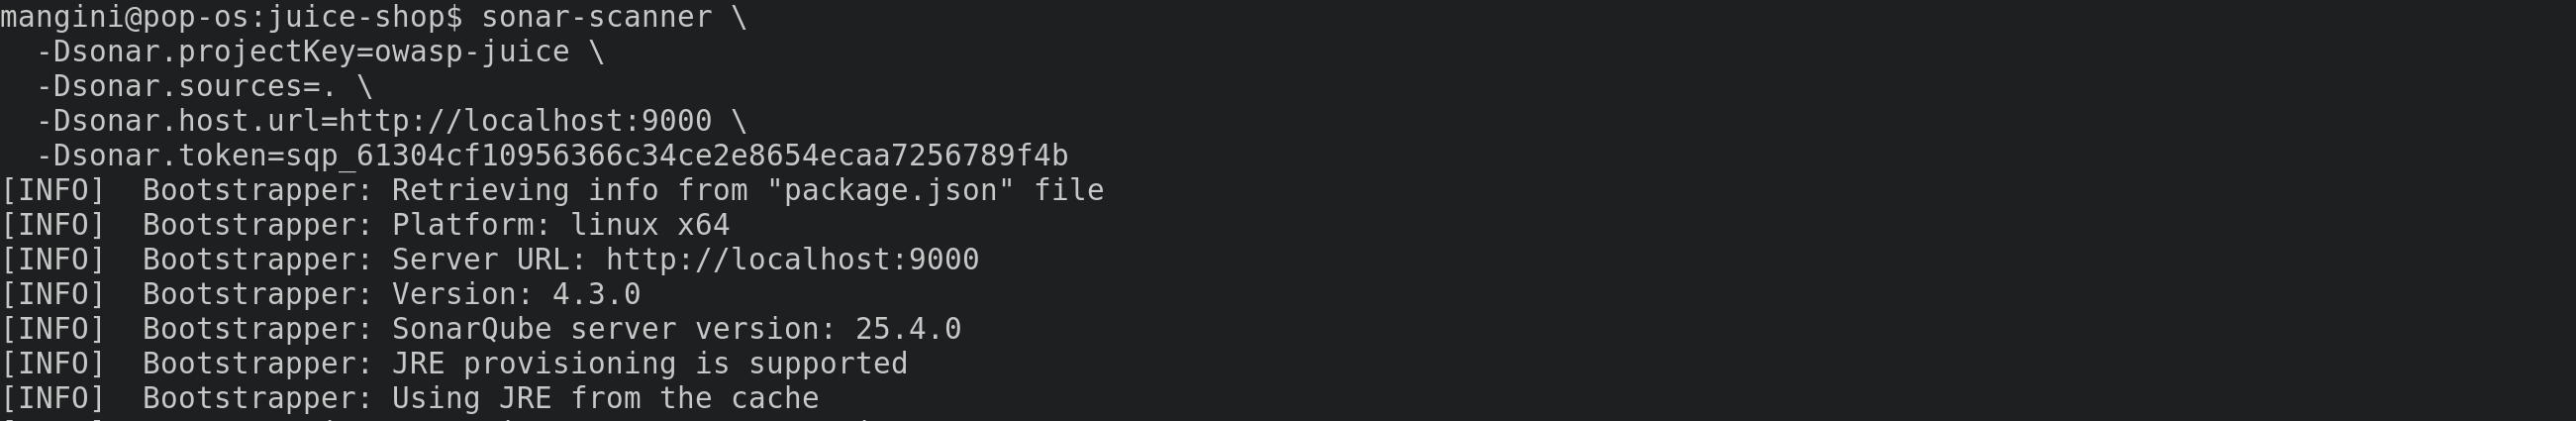 mangini@pop-os:juice-shop$ sonar-scanner \
  -Dsonar.projectKey=owasp-juice \
  -Dsonar.sources=. \
  -Dsonar.host.url=http://localhost:9000 \
  -Dsonar.token=sqp_61304cf10956366c34ce2e8654ecaa7256789f4b
[INFO]  Bootstrapper: Retrieving info from "package.json" file
[INFO]  Bootstrapper: Platform: linux x64
[INFO]  Bootstrapper: Server URL: http://localhost:9000
[INFO]  Bootstrapper: Version: 4.3.0
[INFO]  Bootstrapper: SonarQube server version: 25.4.0
[INFO]  Bootstrapper: JRE provisioning is supported
[INFO]  Bootstrapper: Using JRE from the cache